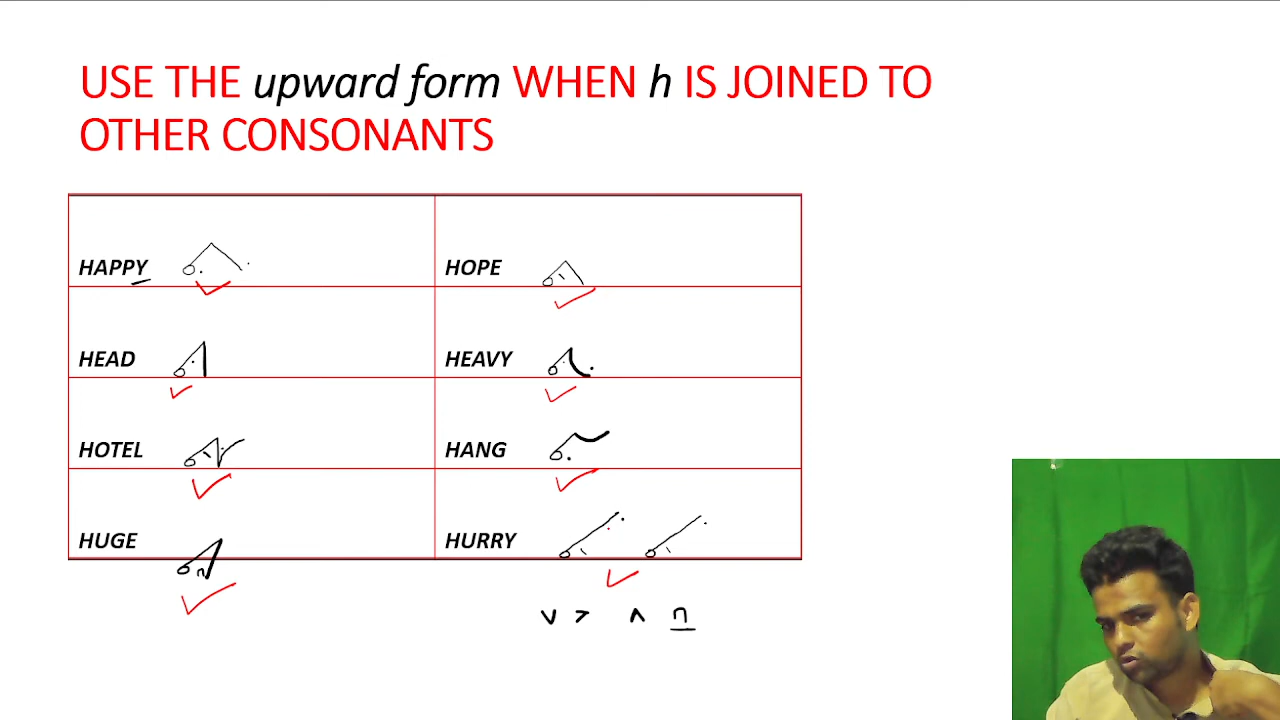 USE THE upward form WHEN h IS JOINED TO
OTHER CONSONANTS
HAPPY
HOPE
HEAD
HEAVY
HOTEL
HANG
HUGE
HURRY